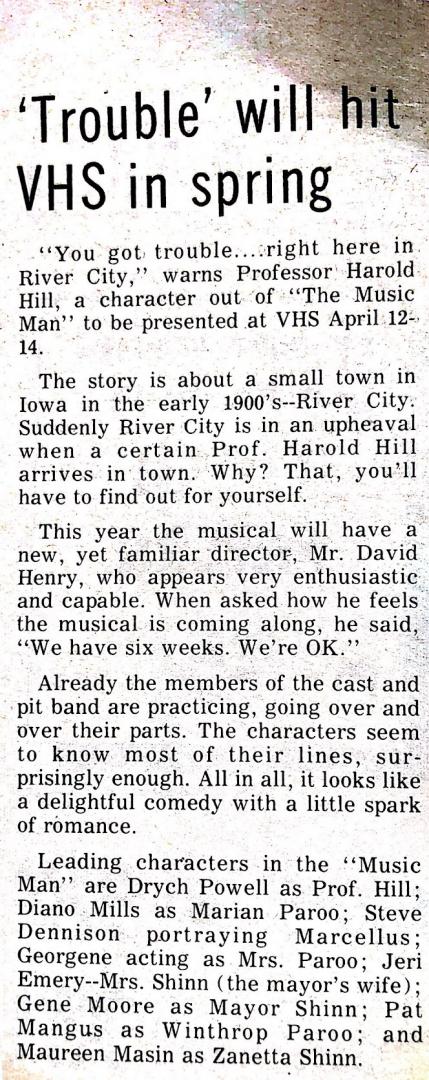 ‘Trouble’ will hit
VHS in spring
“You got trouble....right here in
River City,” warns Professor Harold
Hill, a character out of “The Music
Man” to be presented at VHS April 12-
14.
The story is about a small town in
Iowa in the early 1900’s--River City.
Suddenly River City is in an upheaval
when a certain Prof. Harold Hill
arrives in town. Why? That, you’ll
have to find out for yourself.
This year the musical will have a
new, yet familiar director, Mr. David
Henry, who appears very enthusiastic
and capable. When asked how he feels
the musical is coming along, he said,
“We have six weeks. We’re OK.”
Already the members of the cast and
pit band are practicing, going over and
over their parts. The characters seem
to know most of their lines, sur-
prisingly enough. All in all, it looks like
a delightful comedy with a little spark
of romance.
Leading characters in the “Music
Man” are Drych Powell as Prof. Hill;
Diano Mills as Marian Paroo; Steve
Dennison portraying Marcellus;
Georgene acting as Mrs. Paroo; Jeri
Emery--Mrs. Shinn (the mayor’s wife);
Gene Moore as Mayor Shinn; Pat
Mangus as Winthrop Paroo; and
Maureen Masin as Zanetta Shinn.